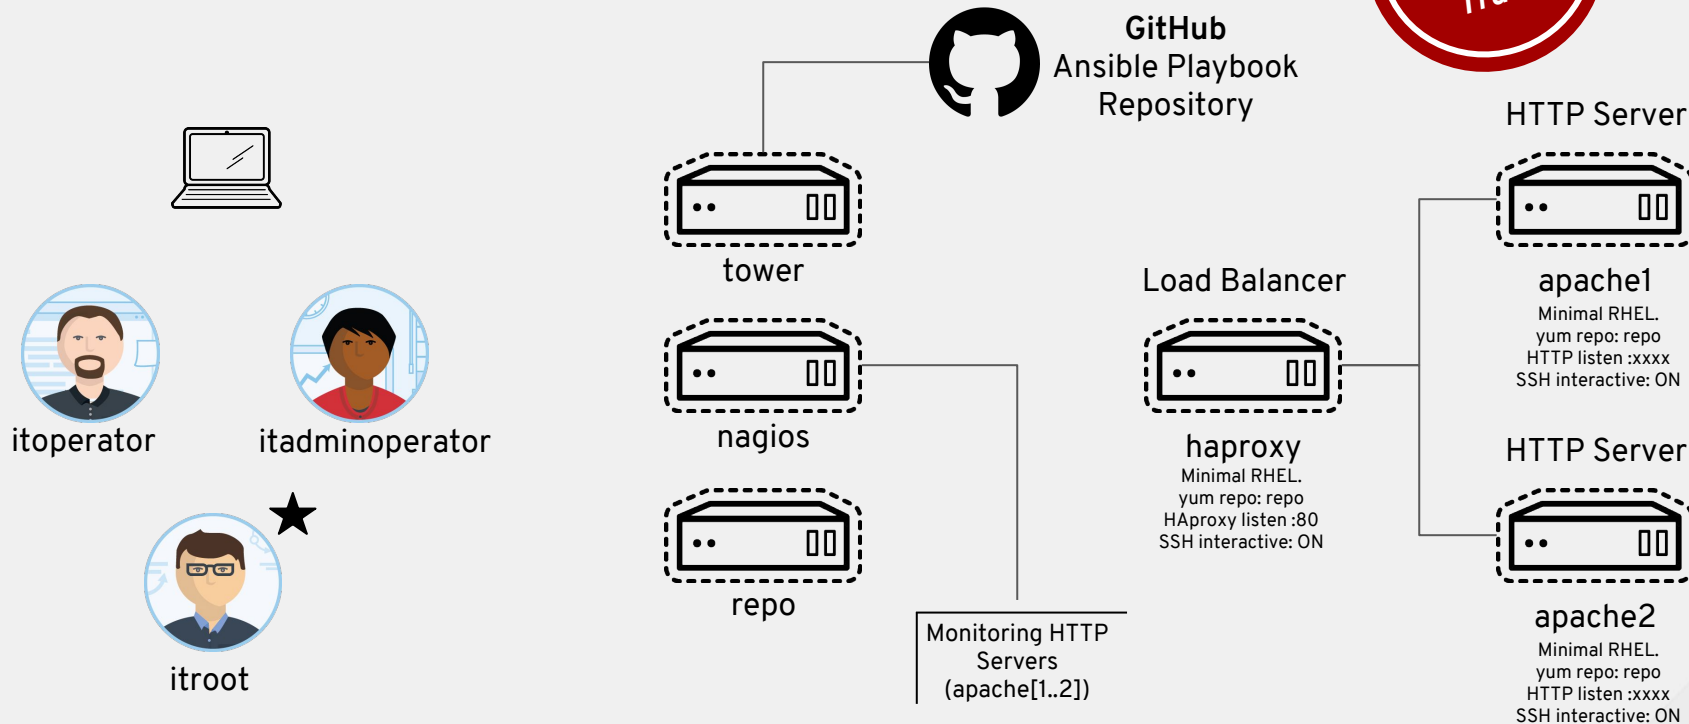 GitHub
Ansible Playbook
Repository
HTTP Server
tower
Load Balancer
apache1
Minimal RHEL.
yum repo: repo
HTTP listen :xxxx
SSH interactive: ON
itoperator
itadminoperator
nagios
haproxy
Minimal RHEL.
yum repo: repo
HAproxy listen :80
SSH interactive: ON
HTTP Server
repo
Monitoring HTTP
Servers
(apache[1..2])
apache2
Minimal RHEL.
yum repo: repo
HTTP listen :xxxx
SSH interactive: ON
itroot